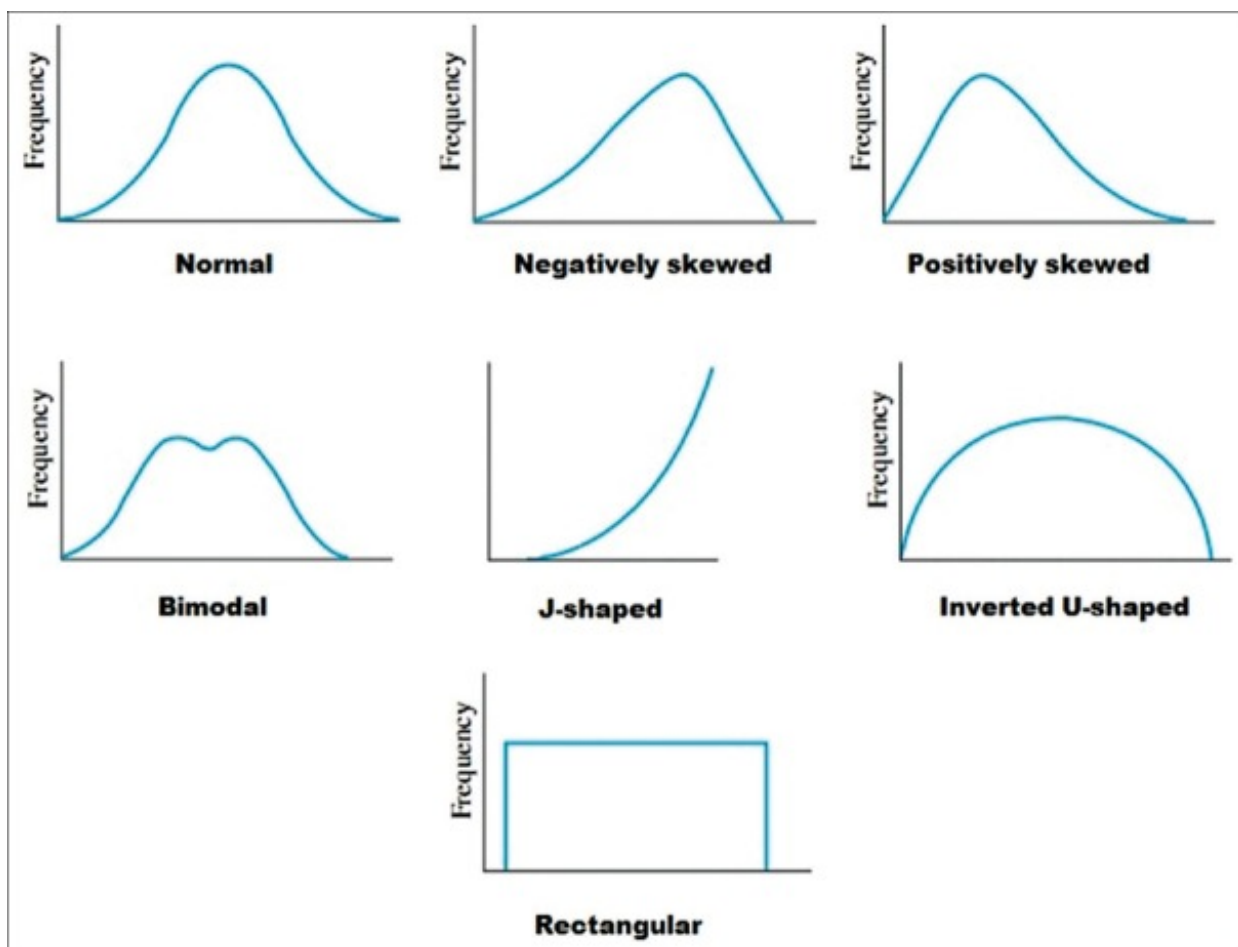 Frequency
Normal
Frequency
Negatively skewed
Frequency
Positively skewed
Frequency
Bimodal
J-shaped
Frequency
Inverted U-shaped
Frequency
Rectangular